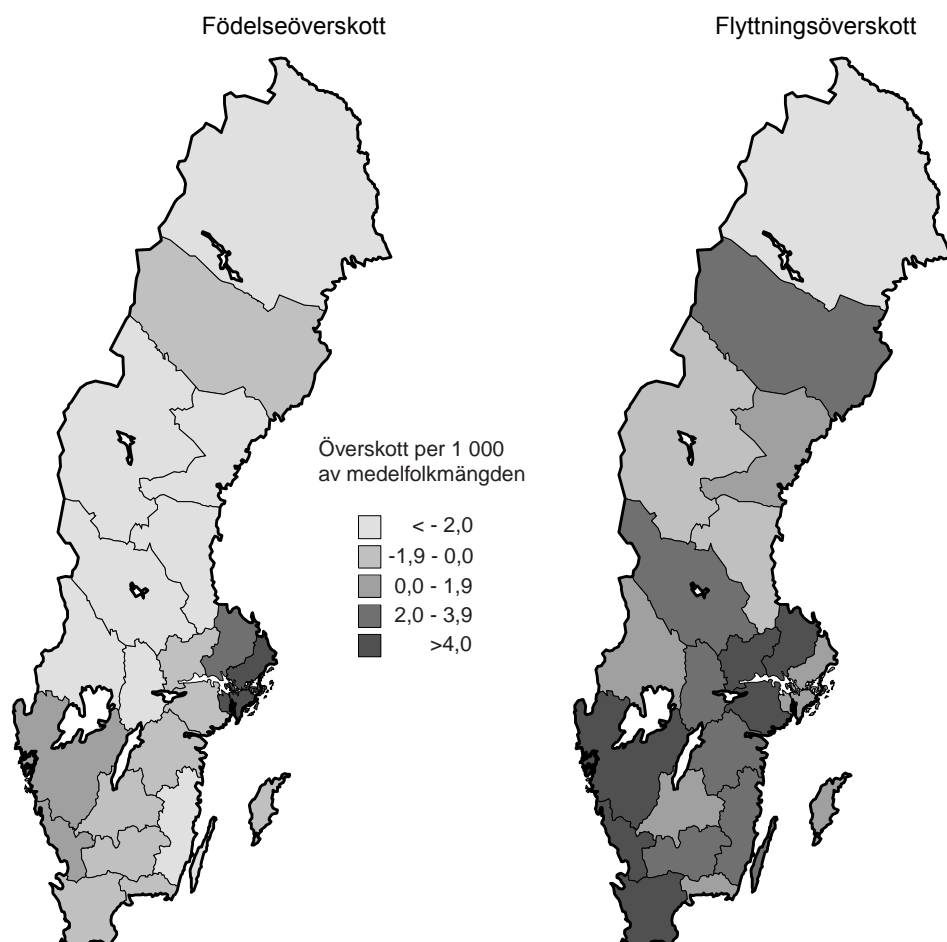 Födelseöverskott
Flyttningsöverskott
Överskott per 1 000
av medelfolkmängden
< - 2,0
-1,9 - 0,0
0,0 - 1,9
2,0 - 3,9
>4,0